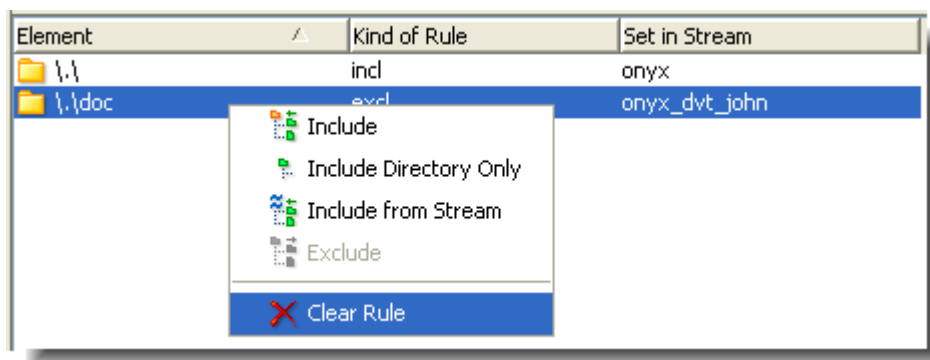 Element Kind of Rule Set in Stream
\.\ incl onyx
\.\doc excl onyx_dvt_john
Include
Include Directory Only
Include from Stream
Exclude
Clear Rule